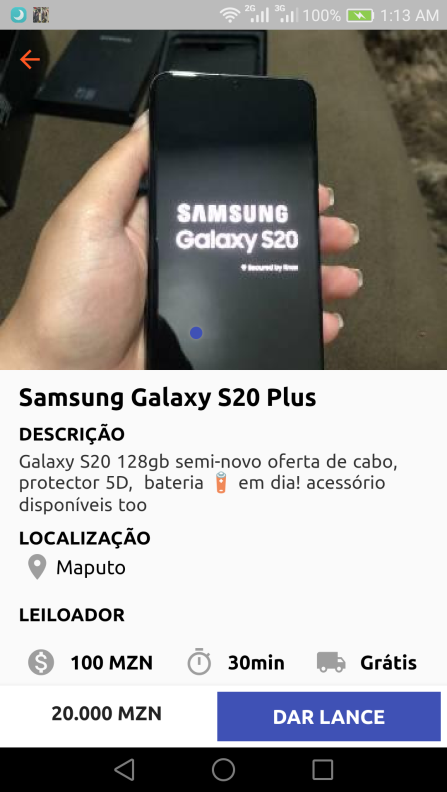 2G 3G 100% 1:13 AM
SAMSUNG
Galaxy S20
Secured by Knox
Samsung Galaxy S20 Plus
DESCRIÇÃO
Galaxy S20 128gb semi-novo oferta de cabo,
protector 5D, bateria 🔋 em dia! acessório
disponíveis too
LOCALIZAÇÃO
Maputo
LEILOADOR
100 MZN 30min Grátis
20.000 MZN DAR LANCE